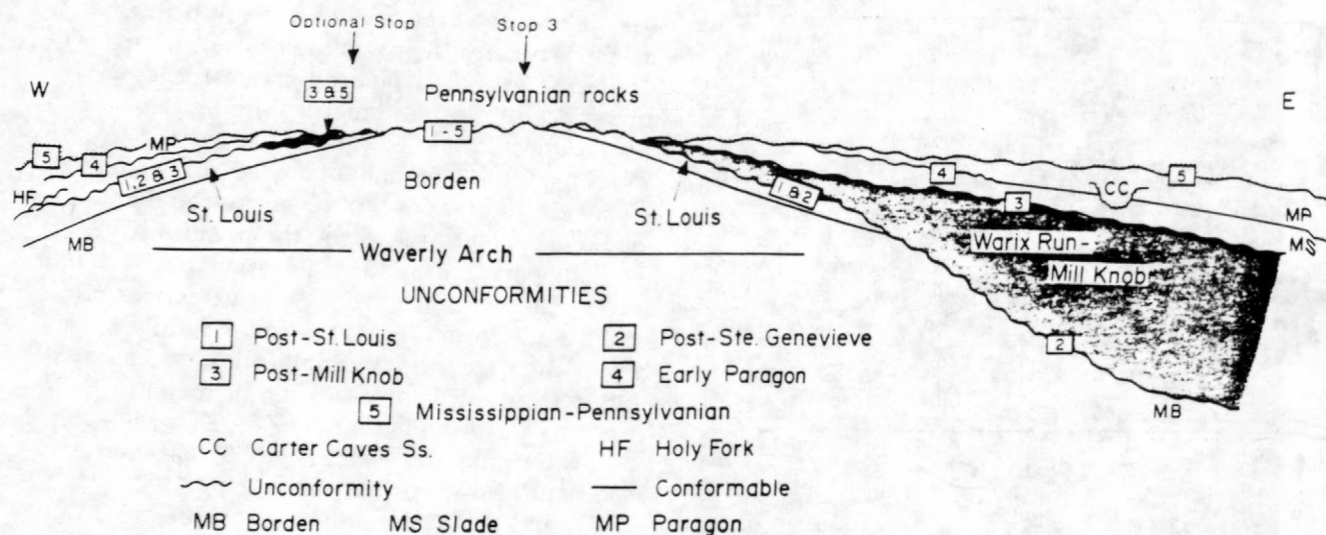 Optional Stop
Stop 3
W
3&5
Pennsylvanian rocks
E
MP
1-5
5
4
1,2 & 3
HF
St. Louis
MB
Borden
St. Louis
1 & 2
4
CC
5
3
MP
MS
Warix Run-
Mill Knob
2
MB
Waverly Arch
UNCONFORMITIES
1 Post-St. Louis
2 Post-Ste. Genevieve
3 Post-Mill Knob
4 Early Paragon
5 Mississippian-Pennsylvanian
CC Carter Caves Ss.
HF Holy Fork
Unconformity
Conformable
MB Borden
MS Slade
MP Paragon